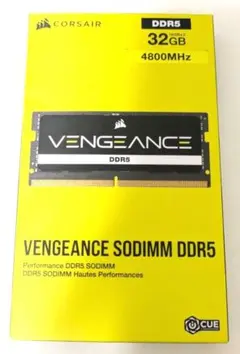 CORSAIR
DDR5
32GB
4800MHz
VENGEANCE
DDR5
VENGEANCE SODIMM DDR5
Performance DDR5 SODIMM
DDR5 SODIMM Hautes Performances
iCUE